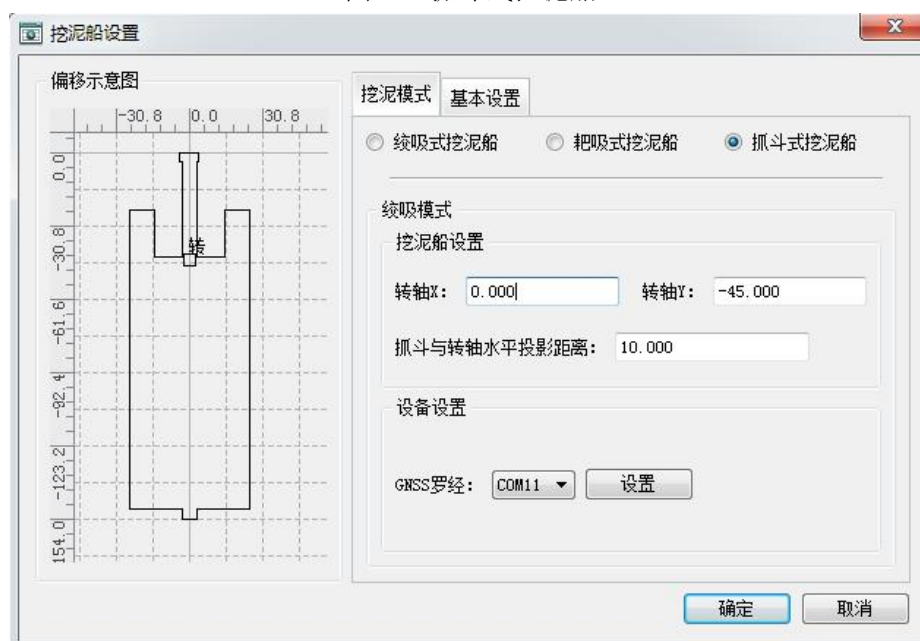 挖泥船设置
偏移示意图
-30.8 0.0 30.8
0.0
-30.8
-61.6
-92.4
-123.2
154.0
转
挖泥模式 基本设置
绞吸式挖泥船 耙吸式挖泥船 抓斗式挖泥船
绞吸模式
挖泥船设置
转轴X: 0.000 转轴Y: -45.000
抓斗与转轴水平投影距离: 10.000
设备设置
GNSS罗经: COM11 设置
确定 取消